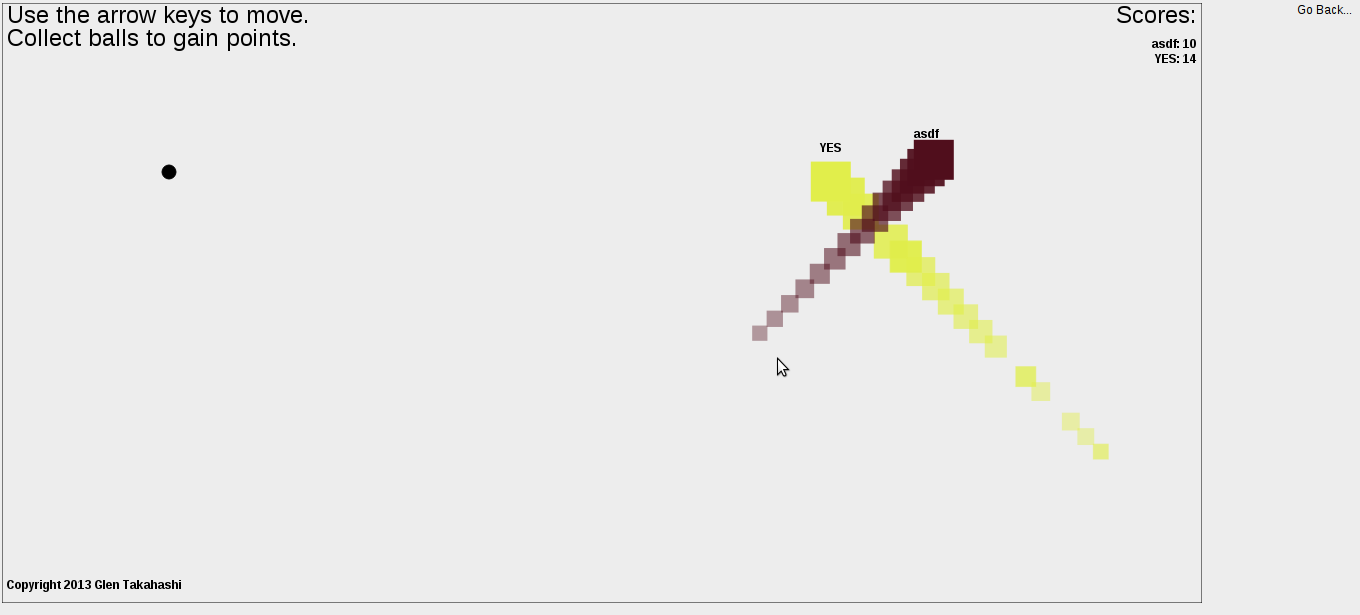 Use the arrow keys to move.
Collect balls to gain points.
Scores:
asdf: 10
YES: 14
Go Back...
asdf
YES
Copyright 2013 Glen Takahashi